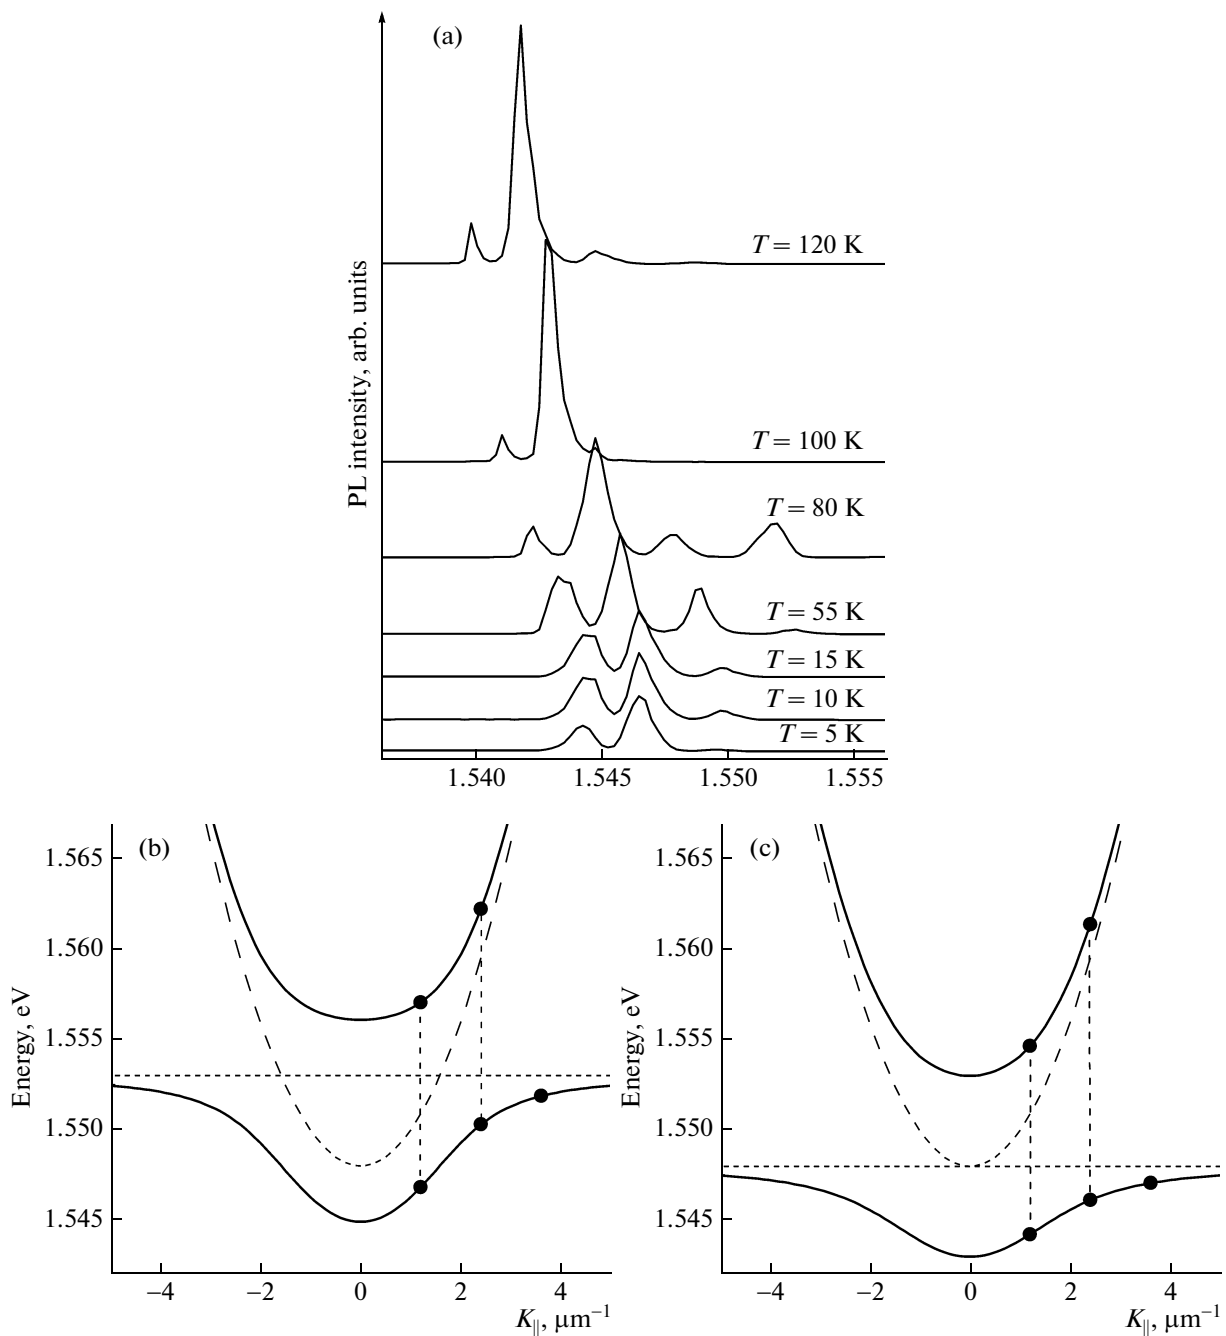 (a)
PL intensity, arb. units
T = 120 K
T = 100 K
T = 80 K
T = 55 K
T = 15 K
T = 10 K
T = 5 K
1.540 1.545 1.550 1.555
(b)
Energy, eV
1.565
1.560
1.555
1.550
1.545
−4 −2 0 2 4
K||, μm−1
(c)
Energy, eV
1.565
1.560
1.555
1.550
1.545
−4 −2 0 2 4
K||, μm−1